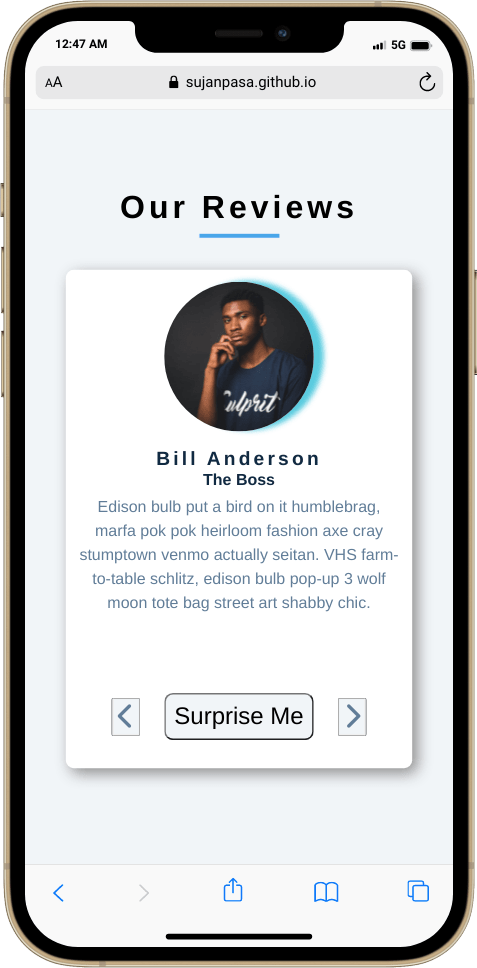 12:47 AM
5G
AA
sujanpasa.github.io
Our Reviews
Culprit
Bill Anderson
The Boss
Edison bulb put a bird on it humblebrag,
marfa pok pok heirloom fashion axe cray
stumptown venmo actually seitan. VHS farm-
to-table schlitz, edison bulb pop-up 3 wolf
moon tote bag street art shabby chic.
Surprise Me